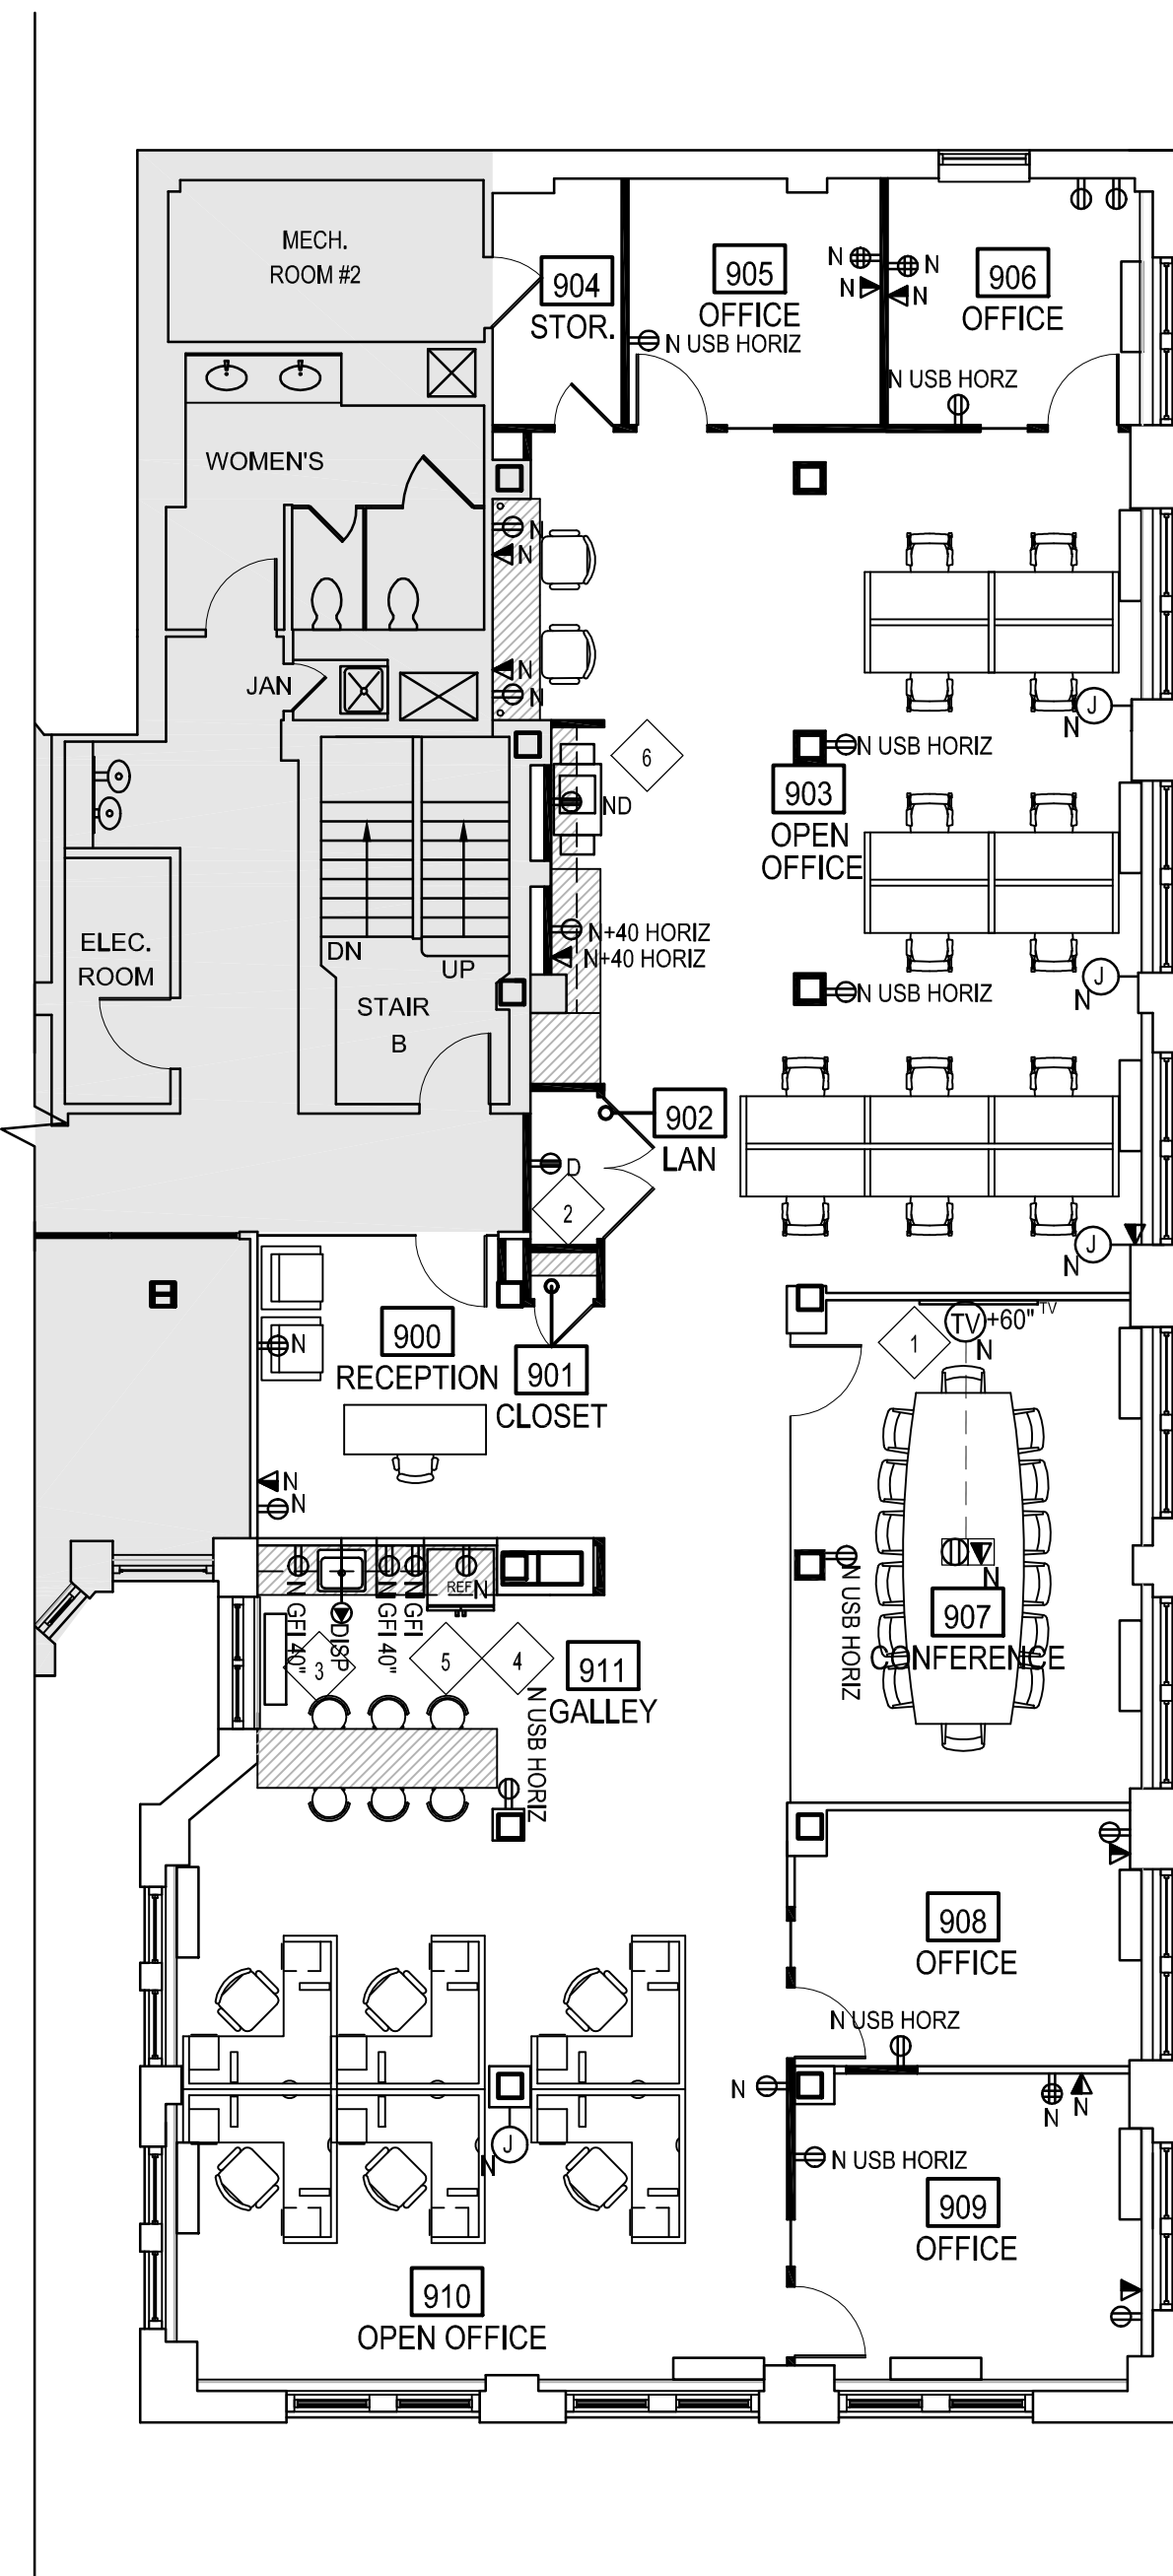 MECH.
ROOM #2
904
STOR.
905
OFFICE
N
N
N USB HORIZ
906
OFFICE
N
N
N USB HORZ
WOMEN'S
N
N
N
N
JAN
J
N
6
N USB HORIZ
903
OPEN
OFFICE
ND
N+40 HORIZ
N+40 HORIZ
ELEC.
ROOM
DN
UP
STAIR
B
J
N
N USB HORIZ
902
LAN
D
2
J
N
900
RECEPTION
N
901
CLOSET
1
TV
+60"
TV
N
N
N
N USB HORIZ
N
907
CONFERENCE
N GFI 40"
DISP
N GFI 40"
N GFI
REF.
N
3
5
4
911
GALLEY
N USB HORIZ
908
OFFICE
N USB HORZ
N
N
N
J
N
N USB HORIZ
909
OFFICE
910
OPEN OFFICE